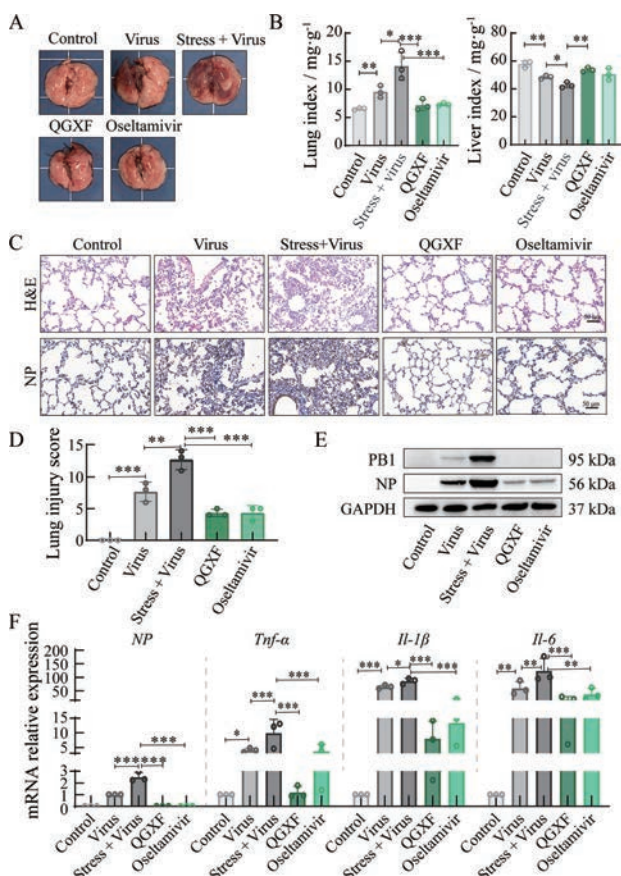 A
Control Virus Stress + Virus
QGXF Oseltamivir
B
Lung index / mg·g⁻¹
20
15
10
5
0
** * *** ***
Control Virus Stress + virus QGXF Oseltamivir
Liver index / mg·g⁻¹
80
60
40
20
0
** * **
Control Virus Stress + virus QGXF Oseltamivir
C
Control Virus Stress+Virus QGXF Oseltamivir
H&E
50 μm
NP
50 μm
D
Lung injury score
15
10
5
0
*** ** *** ***
Control Virus Stress + Virus QGXF Oseltamivir
E
PB1 95 kDa
NP 56 kDa
GAPDH 37 kDa
Control Virus Stress + Virus QGXF Oseltamivir
F
mRNA relative expression
NP Tnf-α Il-1β Il-6
200
150
100
50
15
10
5
3
2
1
0
*** *** ***
* *** *** ***
*** * *** ***
** ** *** **
Control Virus Stress + Virus QGXF Oseltamivir
Control Virus Stress + Virus QGXF Oseltamivir
Control Virus Stress + Virus QGXF Oseltamivir
Control Virus Stress + Virus QGXF Oseltamivir